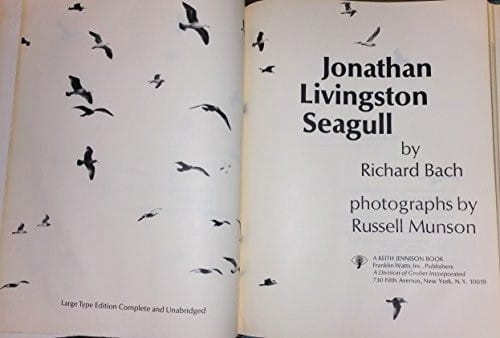 Large Type Edition Complete and Unabridged
Jonathan
Livingston
Seagull
by
Richard Bach
photographs by
Russell Munson
A KEITH JENNISON BOOK
Franklin Watts, Inc. Publishers
A Division of Grolier Incorporated
730 Fifth Avenue, New York, N.Y. 10019